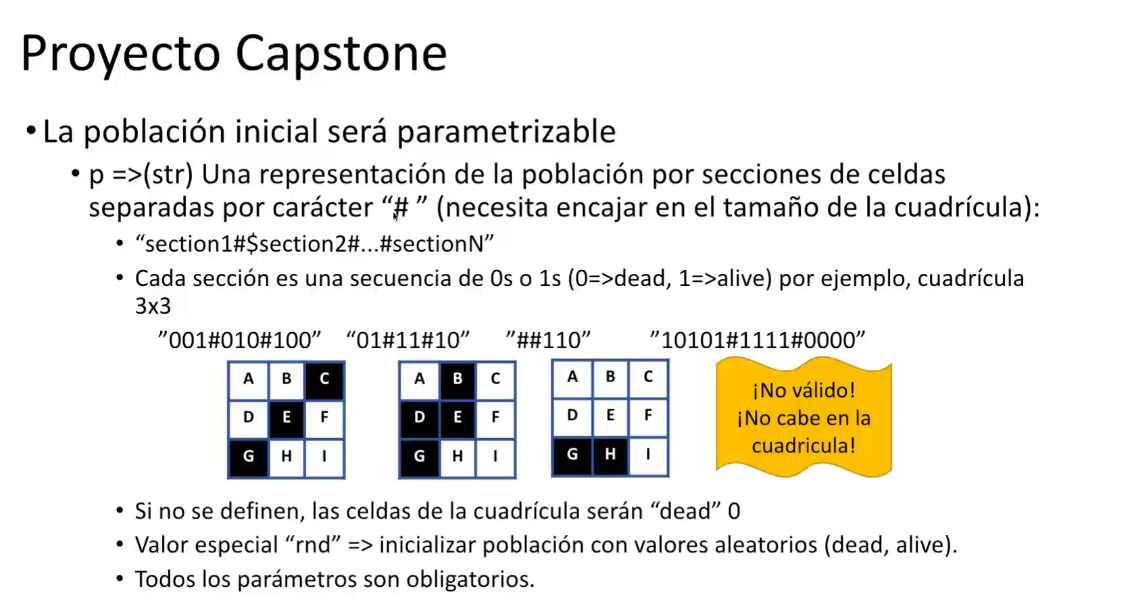 Proyecto Capstone
• La población inicial será parametrizable
• p =>(str) Una representación de la población por secciones de celdas
separadas por carácter “# ” (necesita encajar en el tamaño de la cuadrícula):
• “section1#$section2#...#sectionN”
• Cada sección es una secuencia de 0s o 1s (0=>dead, 1=>alive) por ejemplo, cuadrícula
3x3
”001#010#100” “01#11#10” ”##110” ”10101#1111#0000”
A B C
D E F
G H I
A B C
D E F
G H I
A B C
D E F
G H I
¡No válido!
¡No cabe en la
cuadricula!
• Si no se definen, las celdas de la cuadrícula serán “dead” 0
• Valor especial “rnd” => inicializar población con valores aleatorios (dead, alive).
• Todos los parámetros son obligatorios.